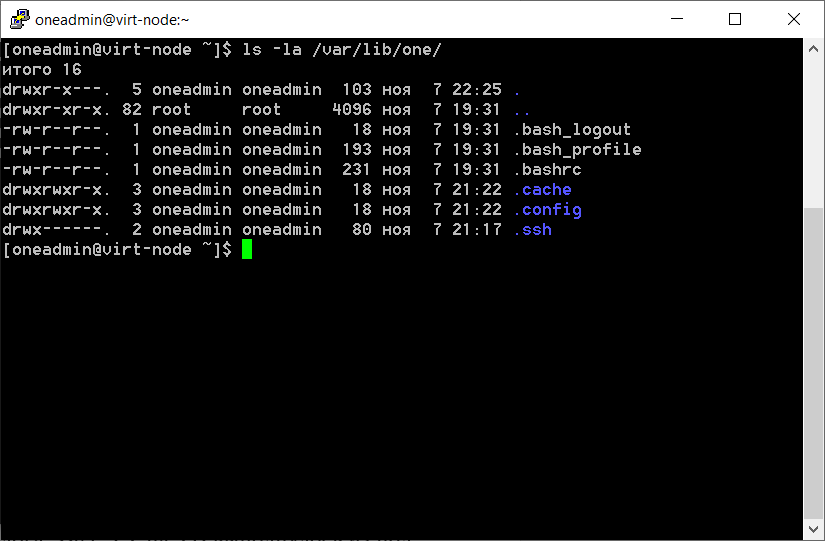 oneadmin@virt-node:~
[oneadmin@virt-node ~]$ ls -la /var/lib/one/
итого 16
drwxr-x---.  5 oneadmin oneadmin  103 ноя  7 22:25 .
drwxr-xr-x. 82 root     root     4096 ноя  7 19:31 ..
-rw-r--r--.  1 oneadmin oneadmin   18 ноя  7 19:31 .bash_logout
-rw-r--r--.  1 oneadmin oneadmin  193 ноя  7 19:31 .bash_profile
-rw-r--r--.  1 oneadmin oneadmin  231 ноя  7 19:31 .bashrc
drwxrwxr-x.  3 oneadmin oneadmin   18 ноя  7 21:22 .cache
drwxrwxr-x.  3 oneadmin oneadmin   18 ноя  7 21:22 .config
drwx------.  2 oneadmin oneadmin   80 ноя  7 21:17 .ssh
[oneadmin@virt-node ~]$